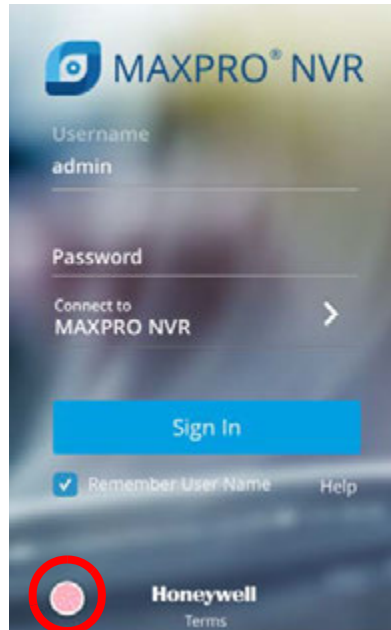 MAXPRO® NVR
Username
admin
Password
Connect to
MAXPRO NVR
Sign In
Remember User Name Help
Honeywell
Terms